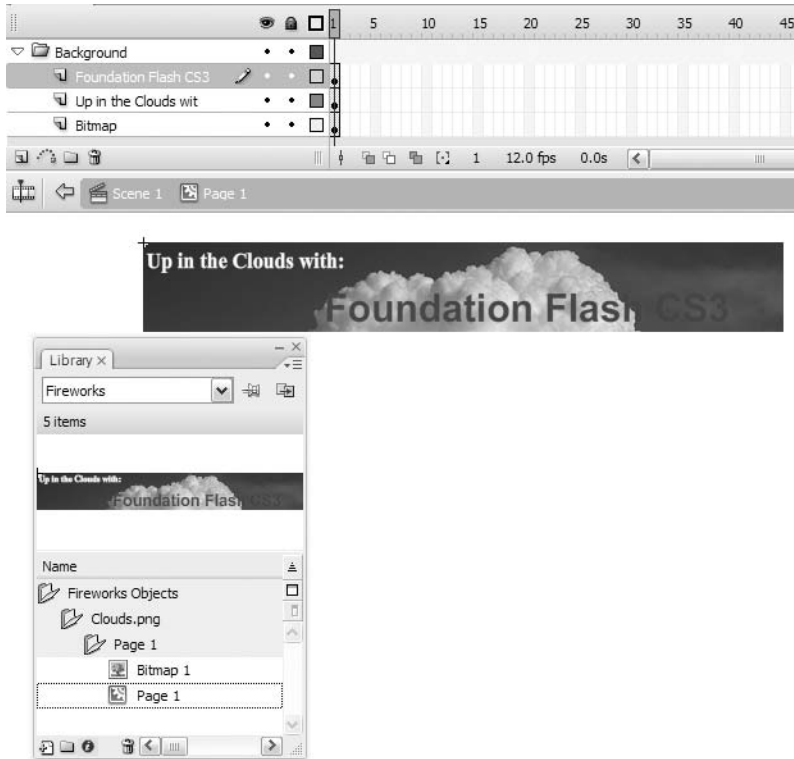 1 5 10 15 20 25 30 35 40 45
Background
Foundation Flash CS3
Up in the Clouds wit
Bitmap
1 12.0 fps 0.0s
Scene 1 Page 1
Up in the Clouds with:
Foundation Flash CS3
Library
Fireworks
5 items
Up in the Clouds with:
Foundation Flash CS3
Name
Fireworks Objects
Clouds.png
Page 1
Bitmap 1
Page 1